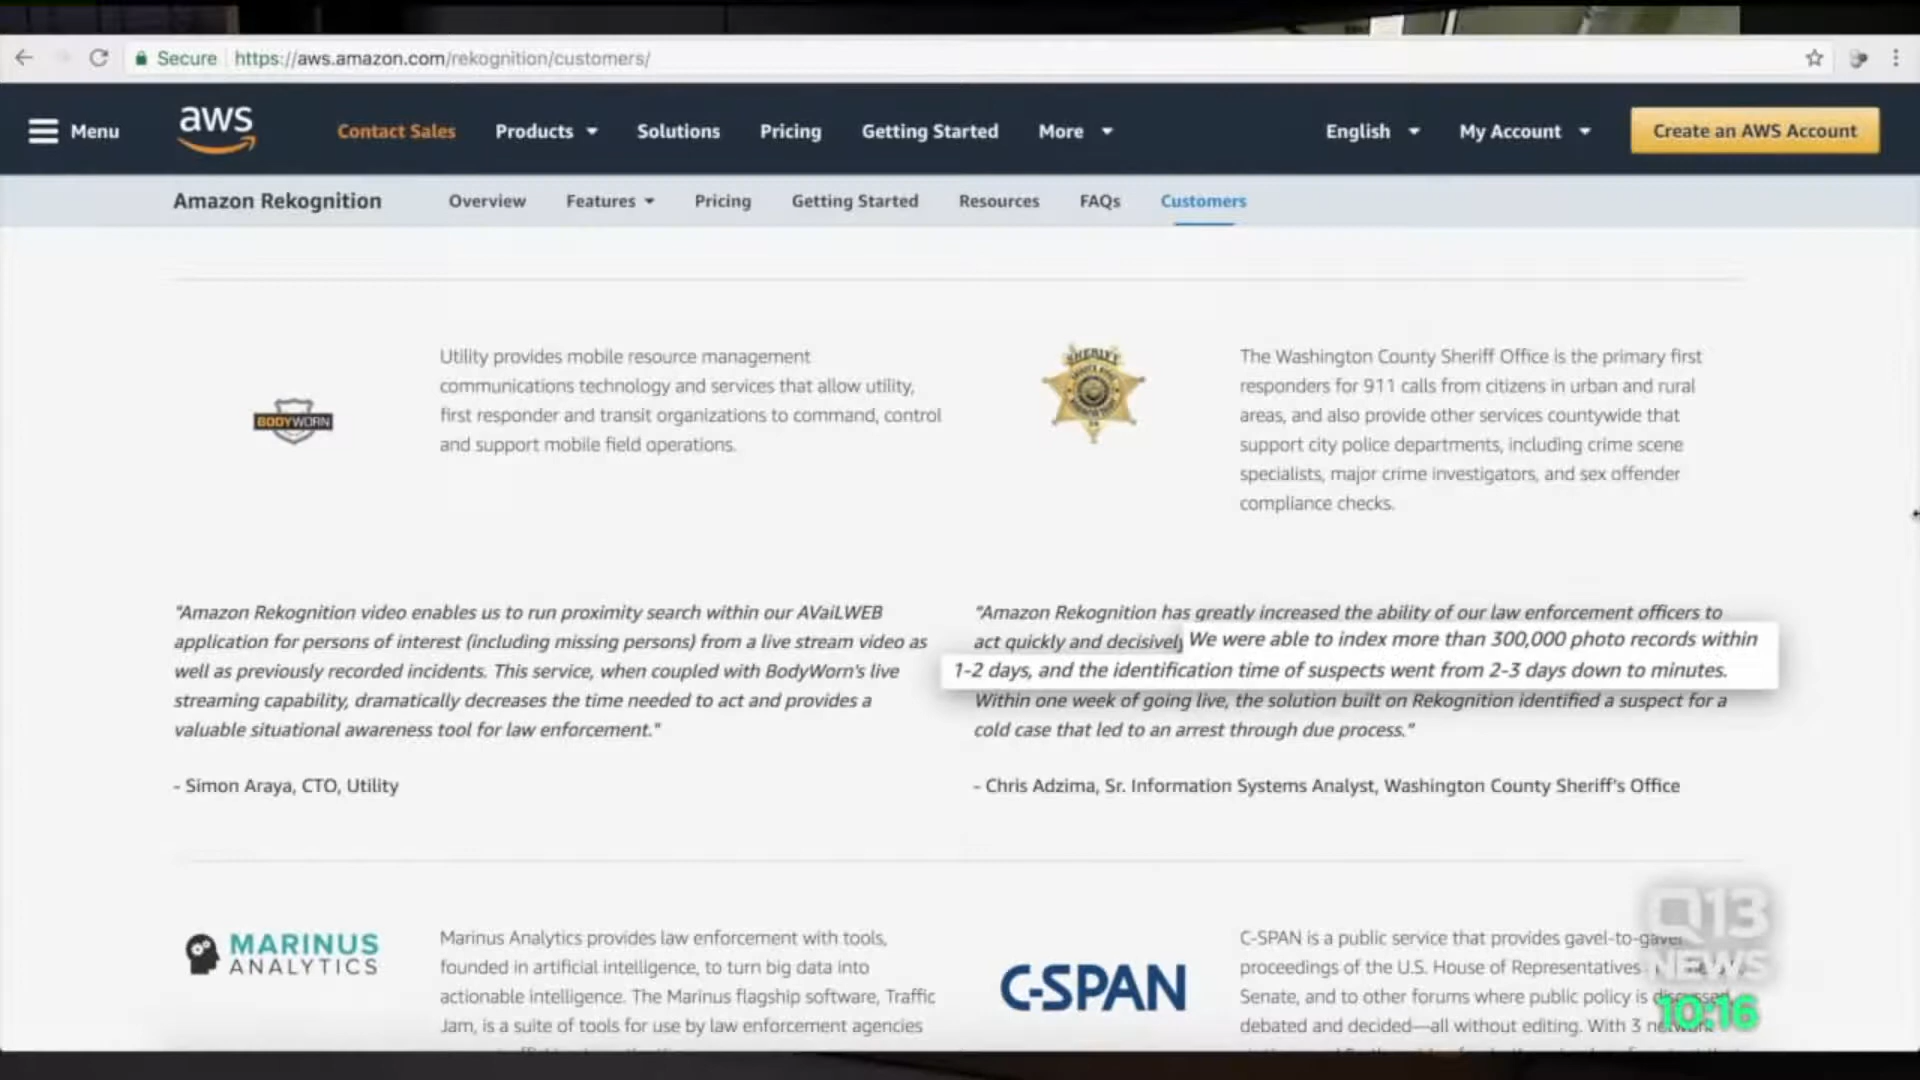 Secure https://aws.amazon.com/rekognition/customers/
Menu
aws
Contact Sales
Products
Solutions
Pricing
Getting Started
More
English
My Account
Create an AWS Account
Amazon Rekognition
Overview
Features
Pricing
Getting Started
Resources
FAQs
Customers
BODYWORN
Utility provides mobile resource management
communications technology and services that allow utility,
first responder and transit organizations to command, control
and support mobile field operations.
SHERIFF
The Washington County Sheriff Office is the primary first
responders for 911 calls from citizens in urban and rural
areas, and also provide other services countywide that
support city police departments, including crime scene
specialists, major crime investigators, and sex offender
compliance checks.
"Amazon Rekognition video enables us to run proximity search within our AVaiLWEB
application for persons of interest (including missing persons) from a live stream video as
well as previously recorded incidents. This service, when coupled with BodyWorn's live
streaming capability, dramatically decreases the time needed to act and provides a
valuable situational awareness tool for law enforcement."
- Simon Araya, CTO, Utility
"Amazon Rekognition has greatly increased the ability of our law enforcement officers to
act quickly and decisively We were able to index more than 300,000 photo records within
1-2 days, and the identification time of suspects went from 2-3 days down to minutes.
Within one week of going live, the solution built on Rekognition identified a suspect for a
cold case that led to an arrest through due process."
- Chris Adzima, Sr. Information Systems Analyst, Washington County Sheriff's Office
MARINUS
ANALYTICS
Marinus Analytics provides law enforcement with tools,
founded in artificial intelligence, to turn big data into
actionable intelligence. The Marinus flagship software, Traffic
Jam, is a suite of tools for use by law enforcement agencies
C-SPAN
C-SPAN is a public service that provides gavel-to-gavel
proceedings of the U.S. House of Representatives
Senate, and to other forums where public policy is discussed,
debated and decided—all without editing. With 3
Q13
NEWS
10:16